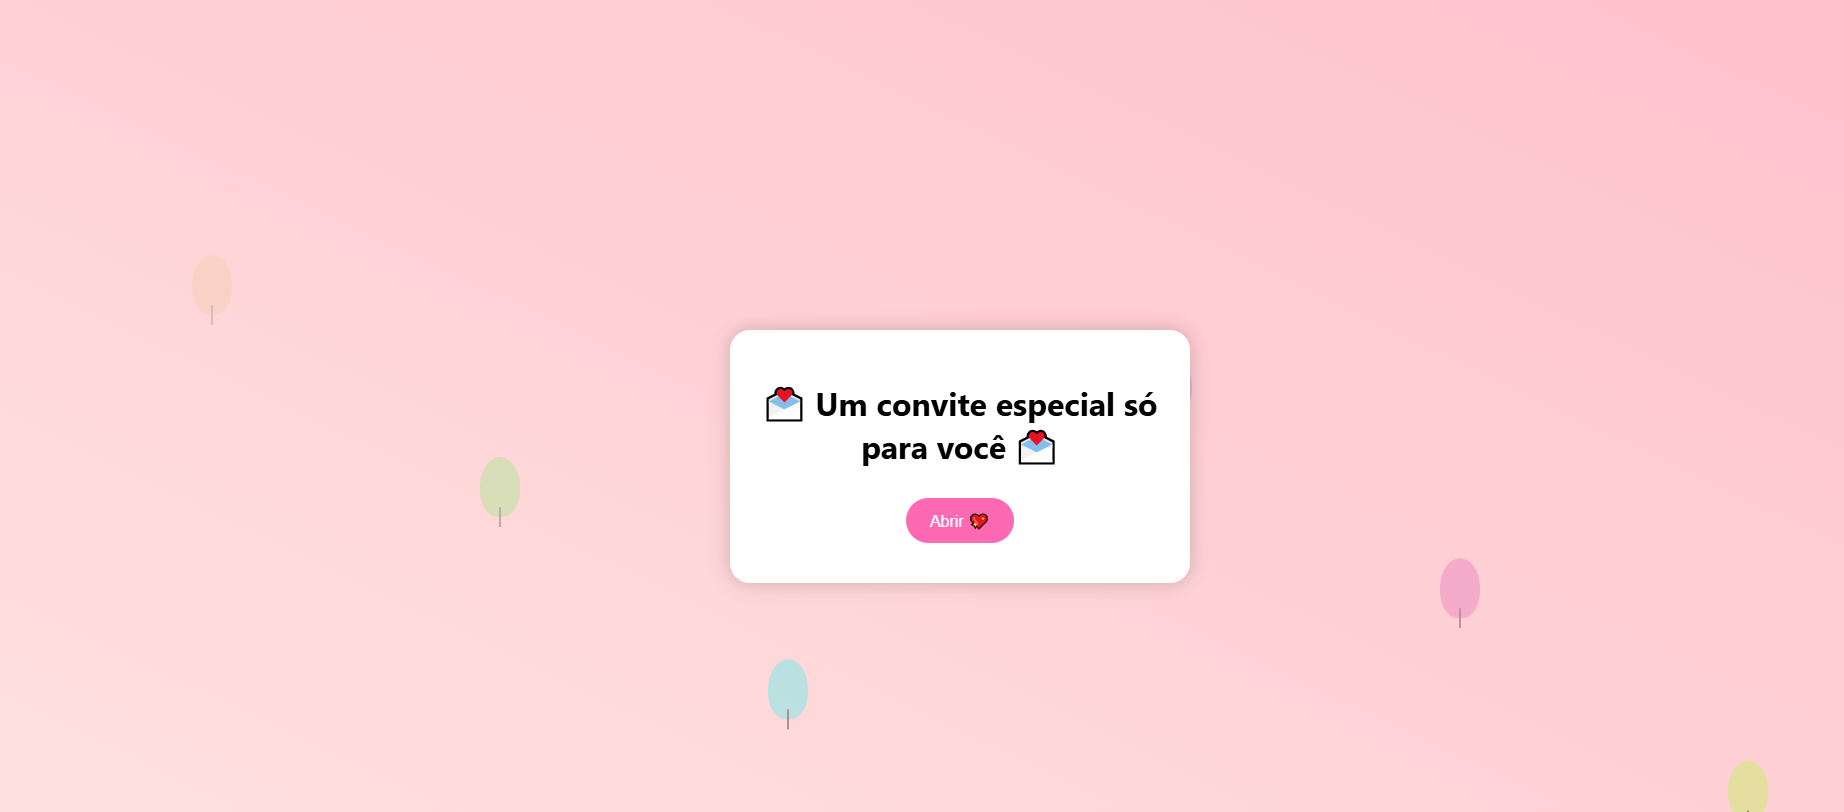 💌 Um convite especial só
para você 💌
Abrir 💖